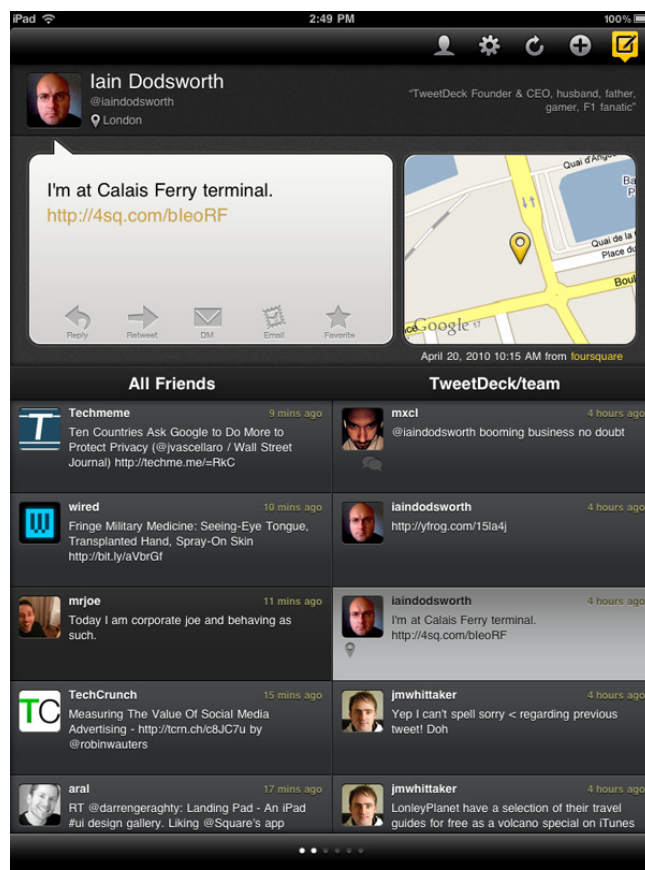 iPad
2:49 PM
100%
Iain Dodsworth
@iaindodsworth
London
"TweetDeck Founder & CEO, husband, father,
gamer, F1 fanatic"
I'm at Calais Ferry terminal.
http://4sq.com/bIeoRF
Reply
Retweet
DM
Email
Favorite
Quai d'Ang
Ba
P
Quai de la
Place du
Boul
ce
Google
April 20, 2010 10:15 AM from foursquare
All Friends
TweetDeck/team
Techmeme
9 mins ago
Ten Countries Ask Google to Do More to
Protect Privacy (@jvascellaro / Wall Street
Journal) http://techme.me/=RkC
wired
10 mins ago
Fringe Military Medicine: Seeing-Eye Tongue,
Transplanted Hand, Spray-On Skin
http://bit.ly/aVbrGf
mrjoe
11 mins ago
Today I am corporate joe and behaving as
such.
TechCrunch
15 mins ago
Measuring The Value Of Social Media
Advertising - http://tcrn.ch/c8JC7u by
@robinwauters
aral
17 mins ago
RT @darrengeraghty: Landing Pad - An iPad
#ui design gallery. Liking @Square's app
mxcl
4 hours ago
@iaindodsworth booming business no doubt
iaindodsworth
4 hours ago
http://yfrog.com/15la4j
iaindodsworth
4 hours ago
I'm at Calais Ferry terminal.
http://4sq.com/bIeoRF
jmwhittaker
4 hours ago
Yep I can't spell sorry < regarding previous
tweet! Doh
jmwhittaker
4 hours ago
LonleyPlanet have a selection of their travel
guides for free as a volcano special on iTunes
T
W
TC